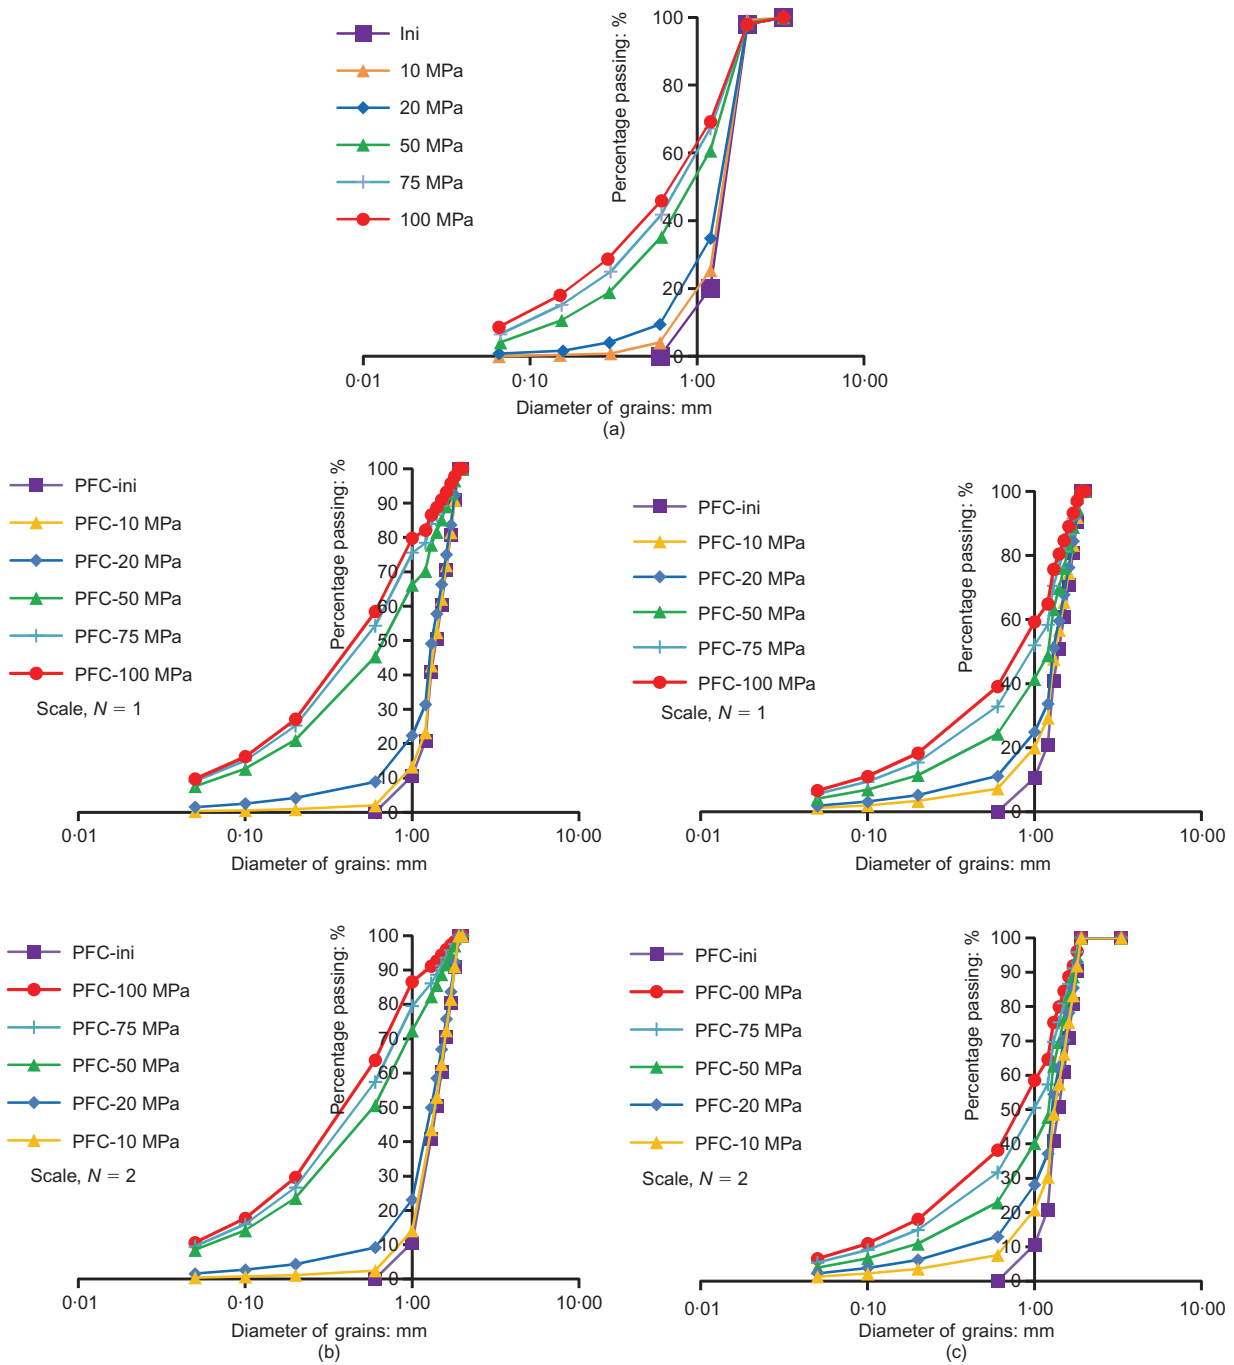 Ini
10 MPa
20 MPa
50 MPa
75 MPa
100 MPa
Percentage passing: %
100
80
60
40
20
0
0·01
0·10
1·00
10·00
Diameter of grains: mm
(a)
PFC-ini
PFC-10 MPa
PFC-20 MPa
PFC-50 MPa
PFC-75 MPa
PFC-100 MPa
Scale, N = 1
Percentage passing: %
100
90
80
70
60
50
40
30
20
10
0
0·01
0·10
1·00
10·00
Diameter of grains: mm
PFC-ini
PFC-10 MPa
PFC-20 MPa
PFC-50 MPa
PFC-75 MPa
PFC-100 MPa
Scale, N = 1
Percentage passing: %
100
80
60
40
20
0
0·01
0·10
1·00
10·00
Diameter of grains: mm
PFC-ini
PFC-100 MPa
PFC-75 MPa
PFC-50 MPa
PFC-20 MPa
PFC-10 MPa
Scale, N = 2
Percentage passing: %
100
90
80
70
60
50
40
30
20
10
0
0·01
0·10
1·00
10·00
Diameter of grains: mm
(b)
PFC-ini
PFC-00 MPa
PFC-75 MPa
PFC-50 MPa
PFC-20 MPa
PFC-10 MPa
Scale, N = 2
Percentage passing: %
100
90
80
70
60
50
40
30
20
10
0
0·01
0·10
1·00
10·00
Diameter of grains: mm
(c)